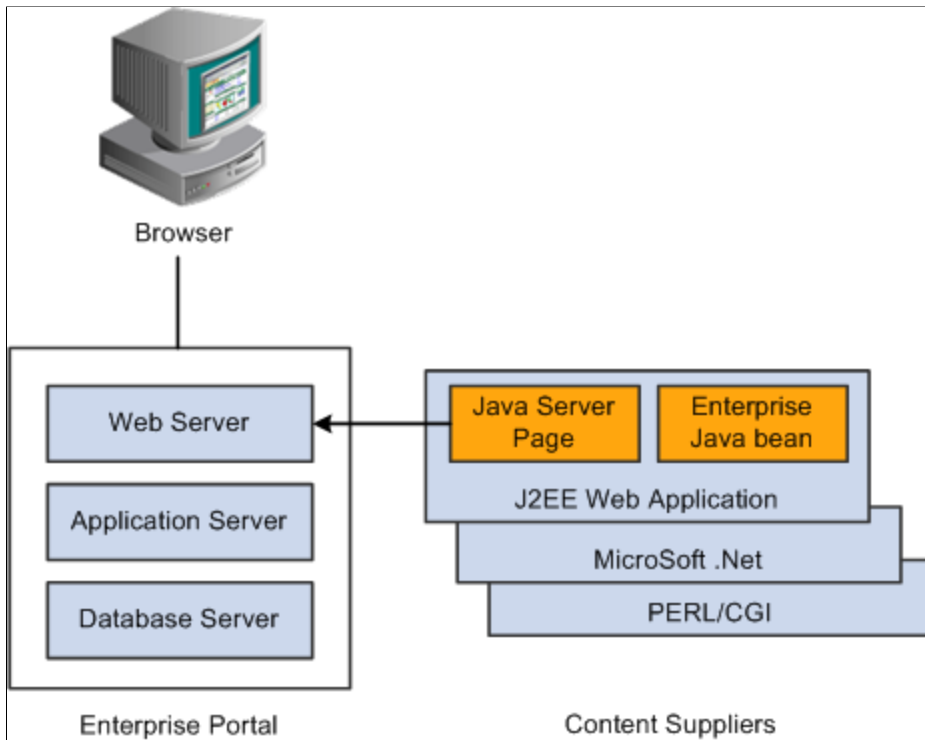 Browser
Web Server
Application Server
Database Server
Enterprise Portal
Java Server
Page
Enterprise
Java bean
J2EE Web Application
MicroSoft .Net
PERL/CGI
Content Suppliers